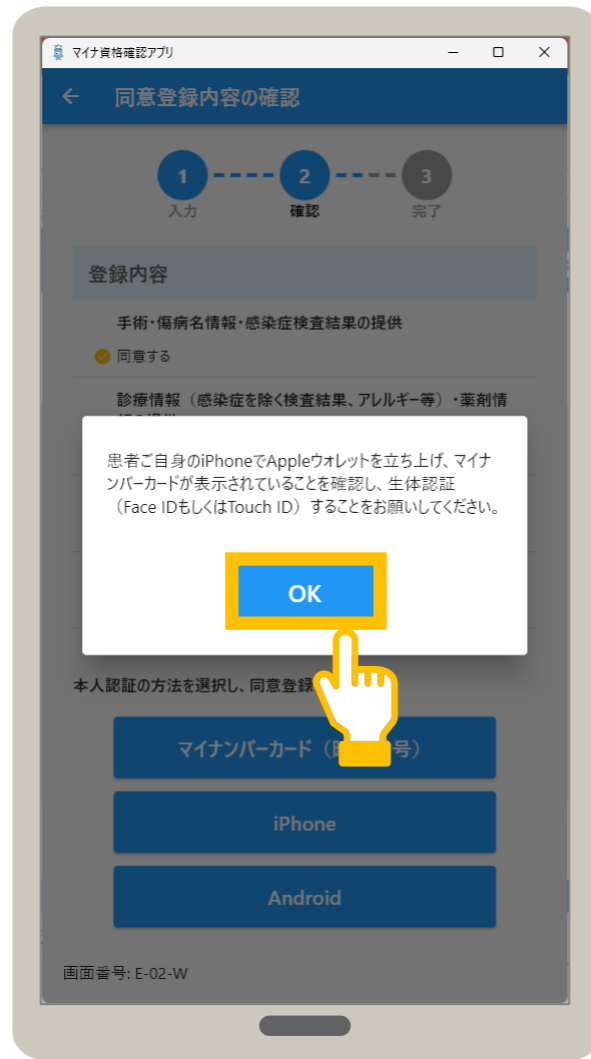 マイナ資格確認アプリ
同意登録内容の確認
1 2 3
入力 確認 完了
登録内容
手術・傷病名情報・感染症検査結果の提供
同意する
診療情報（感染症を除く検査結果、アレルギー等）・薬剤情
患者ご自身のiPhoneでAppleウォレットを立ち上げ、マイナ
ンバーカードが表示されていることを確認し、生体認証
（Face IDもしくはTouch ID）することをお願いしてください。
OK
本人認証の方法を選択し、同意登録
マイナンバーカード（ 号）
iPhone
Android
画面番号: E-02-W